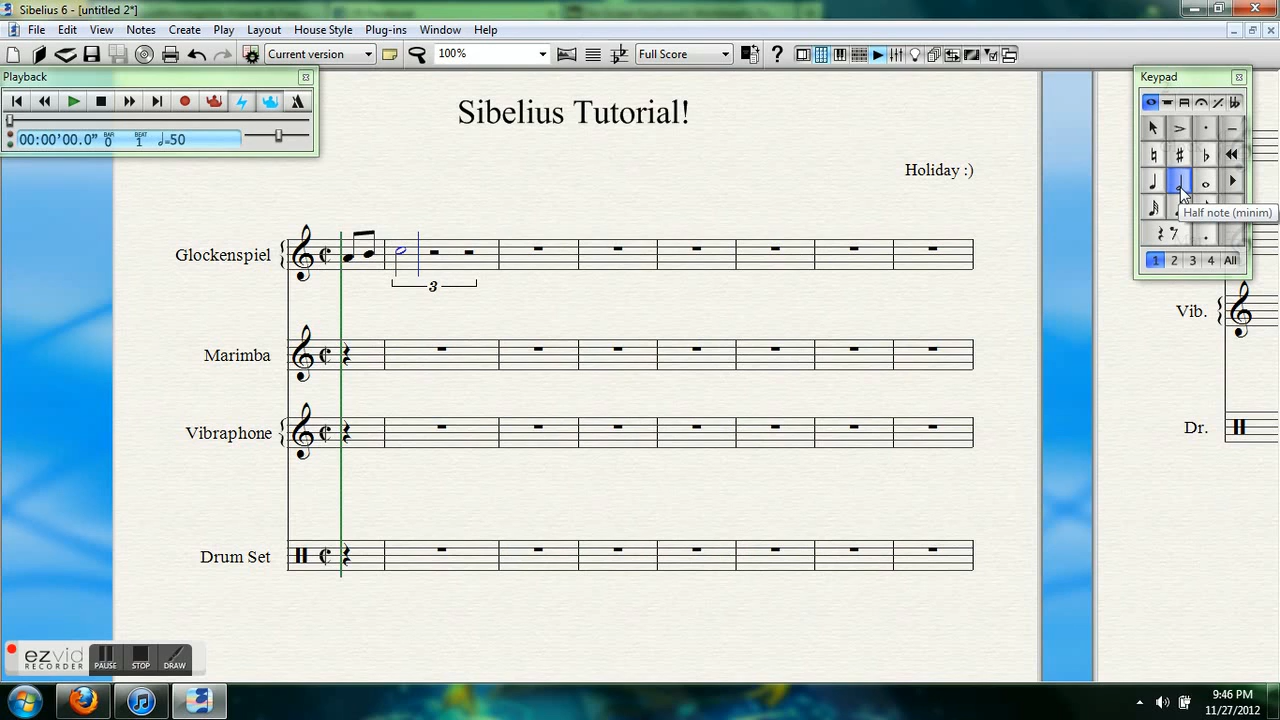 Sibelius 6 - [untitled 2*]
File Edit View Notes Create Play Layout House Style Plug-ins Window Help
Current version 100% Full Score
Playback
00:00'00.0" BAR 0 BEAT 1 =50
Keypad
1 2 3 4 All
Half note (minim)
Sibelius Tutorial!
Holiday :)
Glockenspiel
3
Marimba
Vibraphone
Drum Set
Vib.
Dr.
ezvid
RECORDER
PAUSE STOP DRAW
9:46 PM
11/27/2012